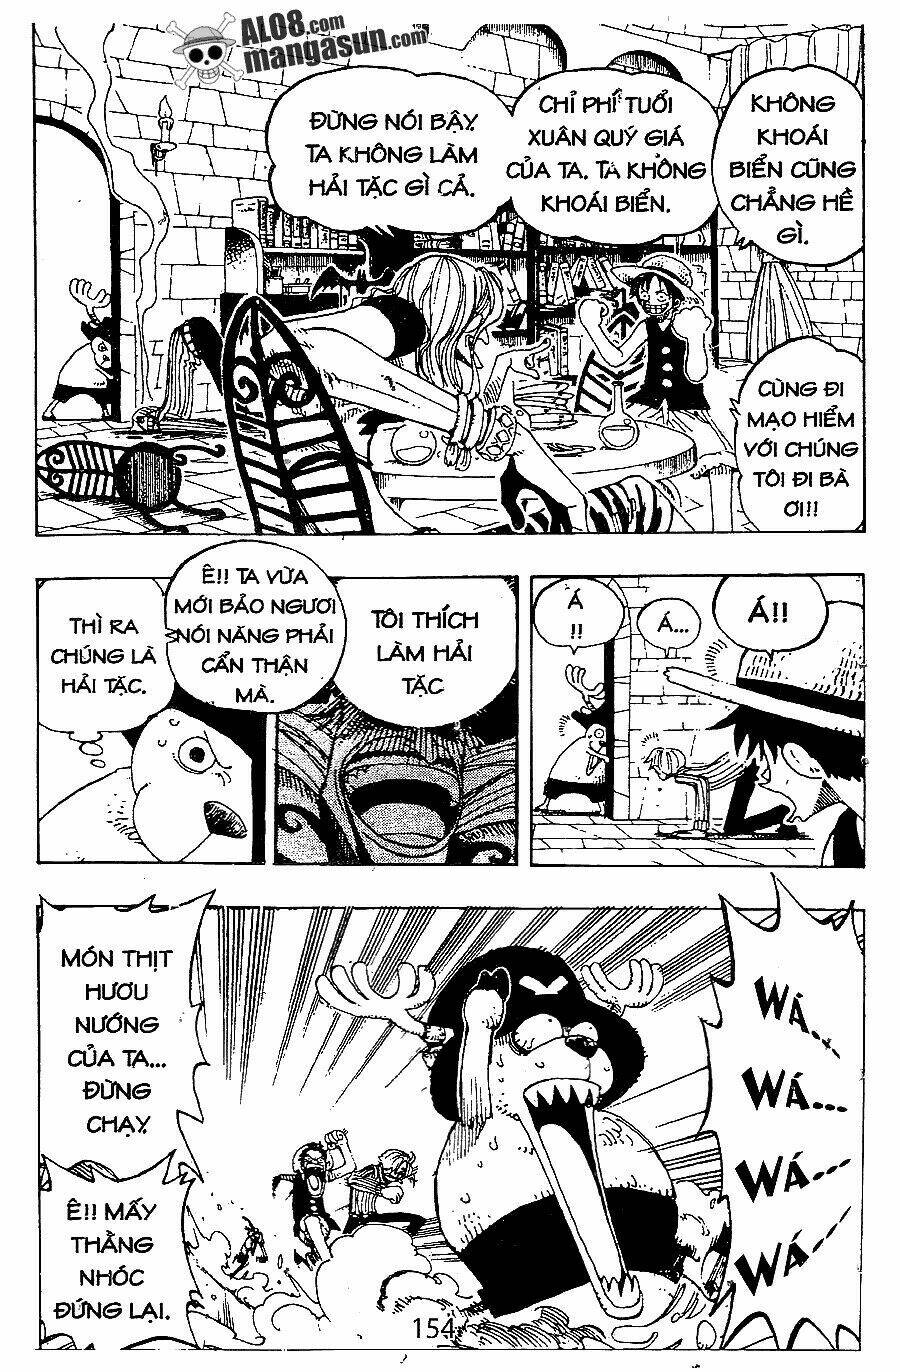 ALO8.com
mangasun.com
KHÔNG
KHOÁI
BIỂN CŨNG
CHẲNG HỀ
GÌ.
CHỈ PHÍ TUỔI
XUÂN QUÝ GIÁ
CỦA TA. TA KHÔNG
KHOÁI BIỂN.
ĐỪNG NÓI BẬY.
TA KHÔNG LÀM
HẢI TẶC GÌ CẢ.
CÙNG ĐI
MẠO HIỂM
VỚI CHÚNG
TÔI ĐI BÀ
ƠI!!
Á!!
Á...
Á
!!
TÔI THÍCH
LÀM HẢI
TẶC
Ê!! TA VỪA
MỚI BẢO NGƯƠI
NÓI NĂNG PHẢI
CẨN THẬN
MÀ.
THÌ RA
CHÚNG LÀ
HẢI TẶC.
WÁ...
WÁ...
WÁ...
WÁ...
MÓN THỊT
HƯƠU
NƯỚNG
CỦA TA...
ĐỪNG
CHẠY.
Ê!! MẤY
THẰNG
NHÓC
ĐỨNG LẠI.
154